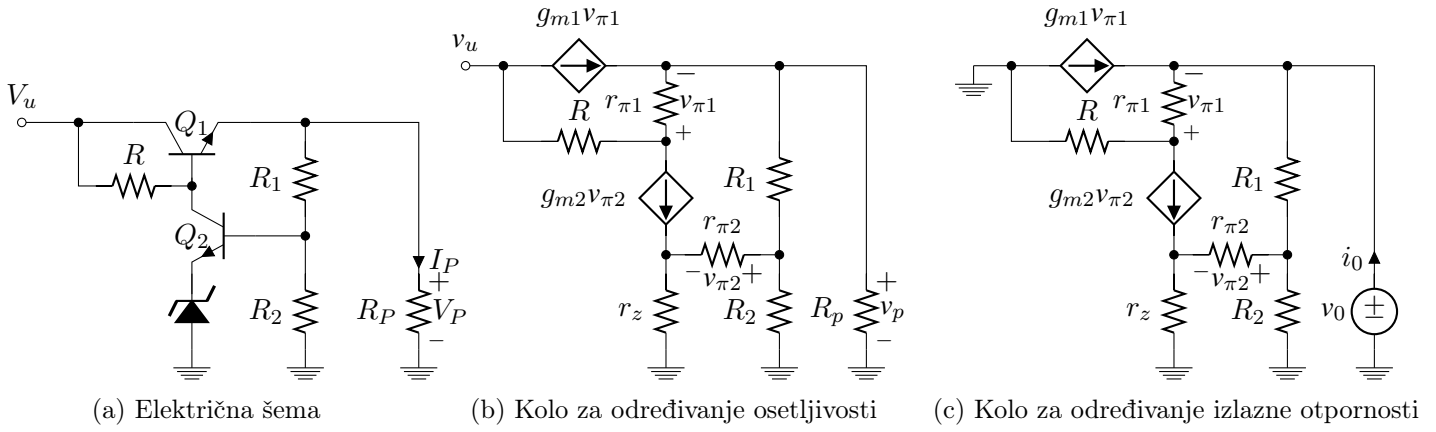 V_u
Q_1
R
R_1
Q_2
I_P
+
R_2
R_P
V_P
−
(a) Električna šema
g_{m1}v_{π1}
v_u
−
r_{π1}
v_{π1}
R
+
g_{m2}v_{π2}
R_1
r_{π2}
− v_{π2} +
r_z
R_2
R_p
+
v_p
−
(b) Kolo za određivanje osetljivosti
g_{m1}v_{π1}
−
r_{π1}
v_{π1}
R
+
g_{m2}v_{π2}
R_1
r_{π2}
− v_{π2} +
i_0
r_z
R_2
v_0
±
(c) Kolo za određivanje izlazne otpornosti